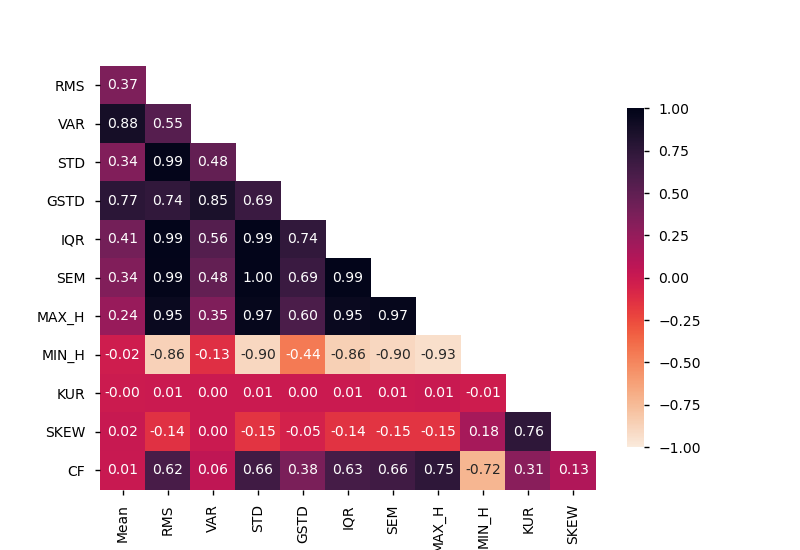 RMS 0.37
VAR 0.88 0.55 1.00
STD 0.34 0.99 0.48 0.75
GSTD 0.77 0.74 0.85 0.69 0.50
IQR 0.41 0.99 0.56 0.99 0.74 0.25
SEM 0.34 0.99 0.48 1.00 0.69 0.99 0.00
MAX_H 0.24 0.95 0.35 0.97 0.60 0.95 0.97 −0.25
MIN_H -0.02 -0.86 -0.13 -0.90 -0.44 -0.86 -0.90 -0.93 −0.50
KUR -0.00 0.01 0.00 0.01 0.00 0.01 0.01 0.01 -0.01 −0.75
SKEW 0.02 -0.14 0.00 -0.15 -0.05 -0.14 -0.15 -0.15 0.18 0.76 −1.00
CF 0.01 0.62 0.06 0.66 0.38 0.63 0.66 0.75 -0.72 0.31 0.13
Mean RMS VAR STD GSTD IQR SEM MAX_H MIN_H KUR SKEW